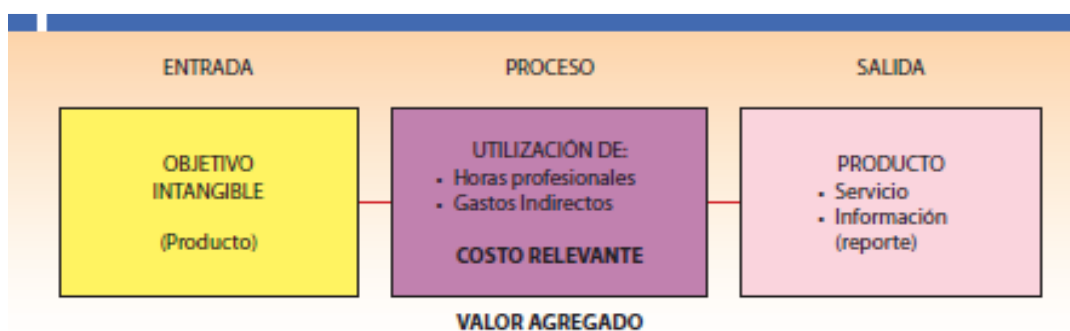 ENTRADA
PROCESO
SALIDA
OBJETIVO
INTANGIBLE
(Producto)
UTILIZACIÓN DE:
• Horas profesionales
• Gastos Indirectos
COSTO RELEVANTE
PRODUCTO
• Servicio
• Información
(reporte)
VALOR AGREGADO